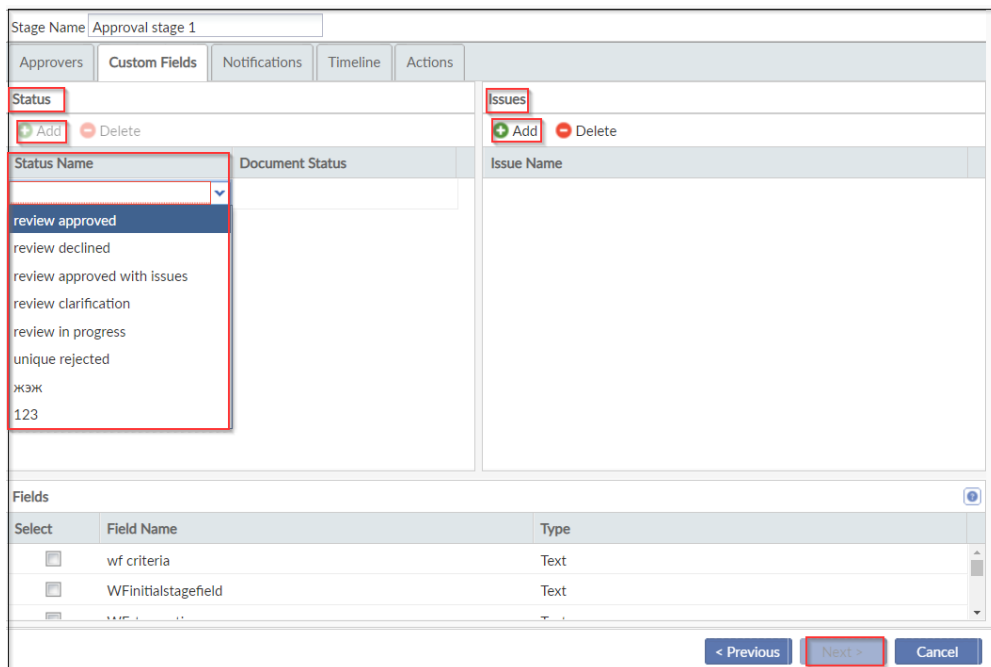 Stage Name Approval stage 1
Approvers Custom Fields Notifications Timeline Actions
Status Issues
Add Delete Add Delete
Status Name Document Status Issue Name
review approved
review declined
review approved with issues
review clarification
review in progress
unique rejected
жэж
123
Fields
Select Field Name Type
wf criteria Text
WFinitialstagefield Text
< Previous Next > Cancel